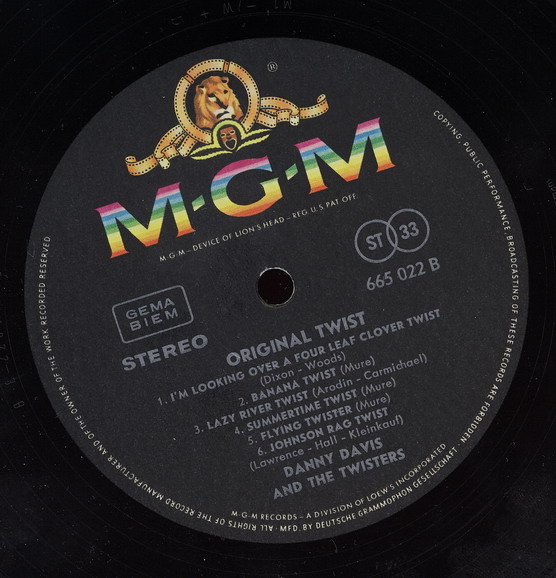 ®
M·G·M
M·G·M—DEVICE OF LION'S HEAD—REG. U.S. PAT. OFF.
ST 33
665 022 B
GEMA
BIEM
STEREO
ORIGINAL TWIST
1. I'M LOOKING OVER A FOUR LEAF CLOVER TWIST
(Dixon - Woods)
2. BANANA TWIST (Mure)
3. LAZY RIVER TWIST (Arodin - Carmichael)
4. SUMMERTIME TWIST (Mure)
5. FLYING TWISTER (Mure)
6. JOHNSON RAG TWIST
(Lawrence - Hall - Kleinkauf)
DANNY DAVIS
AND THE TWISTERS
M·G·M RECORDS—A DIVISION OF LOEW'S INCORPORATED
ALL RIGHTS OF THE RECORD MANUFACTURER AND OF THE OWNER OF THE WORK RECORDED RESERVED
COPYING, PUBLIC PERFORMANCE, BROADCASTING OF THESE RECORDS ARE FORBIDDEN · MFD. BY DEUTSCHE GRAMMOPHON GESELLSCHAFT ·